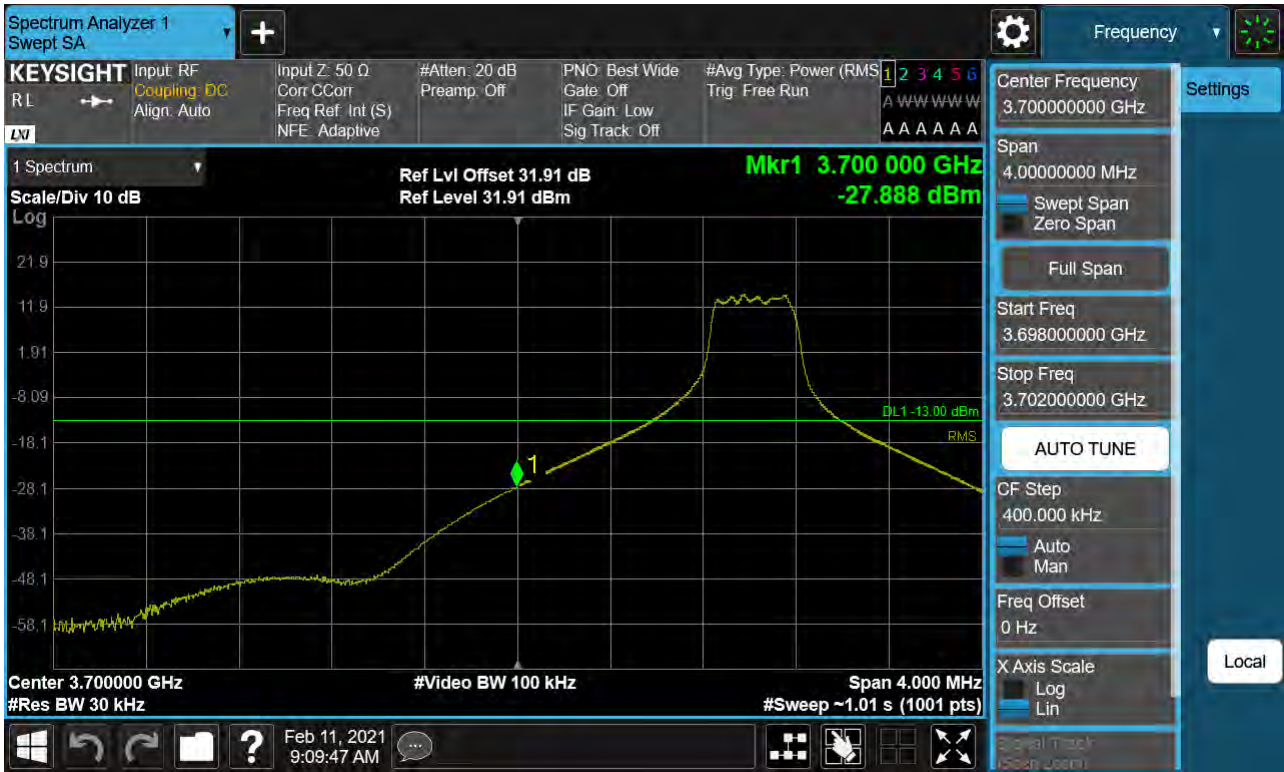 Spectrum Analyzer 1
Swept SA
+
Frequency
KEYSIGHT
RL
LXI
Input: RF
Coupling: DC
Align: Auto
Input Z: 50 Ω
Corr CCorr
Freq Ref: Int (S)
NFE: Adaptive
#Atten: 20 dB
Preamp: Off
PNO: Best Wide
Gate: Off
IF Gain: Low
Sig Track: Off
#Avg Type: Power (RMS
Trig: Free Run
1 2 3 4 5 6
A W W W W W
A A A A A A
1 Spectrum
Scale/Div 10 dB
Log
Ref Lvl Offset 31.91 dB
Ref Level 31.91 dBm
Mkr1 3.700 000 GHz
-27.888 dBm
21.9
11.9
1.91
-8.09
-18.1
-28.1
-38.1
-48.1
-58.1
DL1 -13.00 dBm
RMS
1
Center 3.700000 GHz
#Res BW 30 kHz
#Video BW 100 kHz
Span 4.000 MHz
#Sweep ~1.01 s (1001 pts)
Center Frequency
3.700000000 GHz
Settings
Span
4.00000000 MHz
Swept Span
Zero Span
Full Span
Start Freq
3.698000000 GHz
Stop Freq
3.702000000 GHz
AUTO TUNE
CF Step
400.000 kHz
Auto
Man
Freq Offset
0 Hz
X Axis Scale
Log
Lin
Signal Track
(Span Zoom)
Local
?
Feb 11, 2021
9:09:47 AM